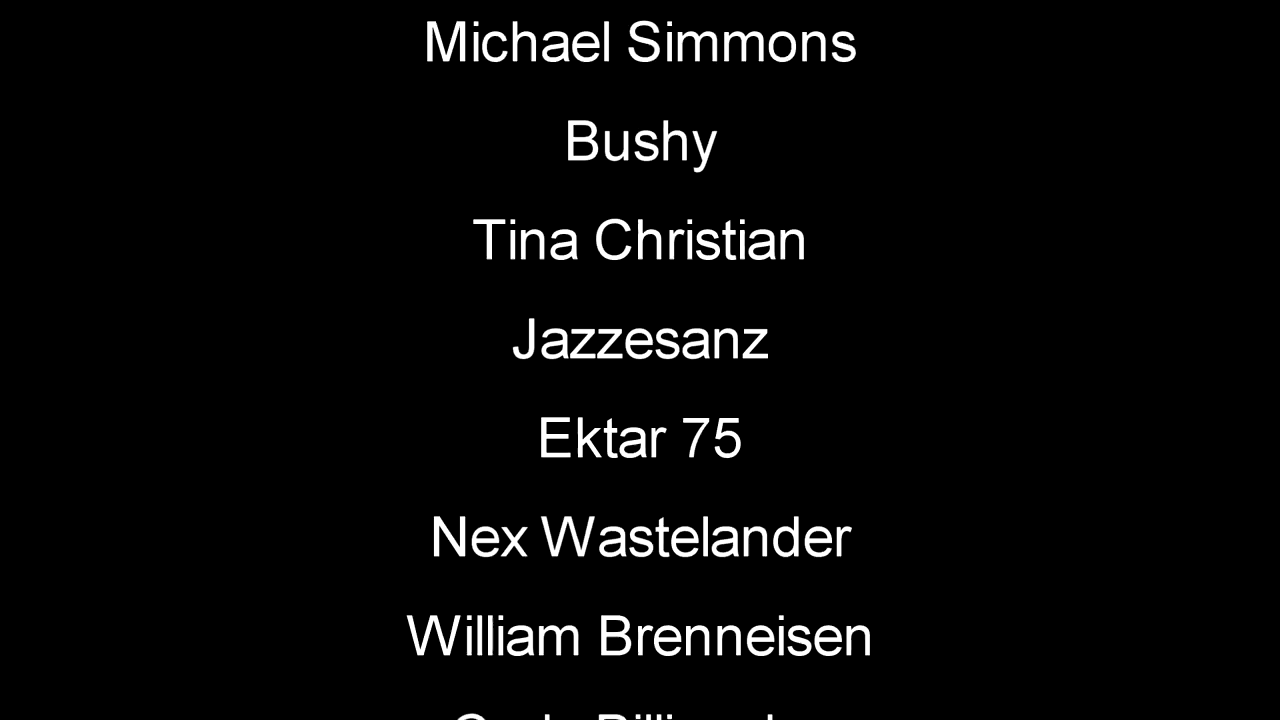 Michael Simmons
Bushy
Tina Christian
Jazzesanz
Ektar 75
Nex Wastelander
William Brenneisen